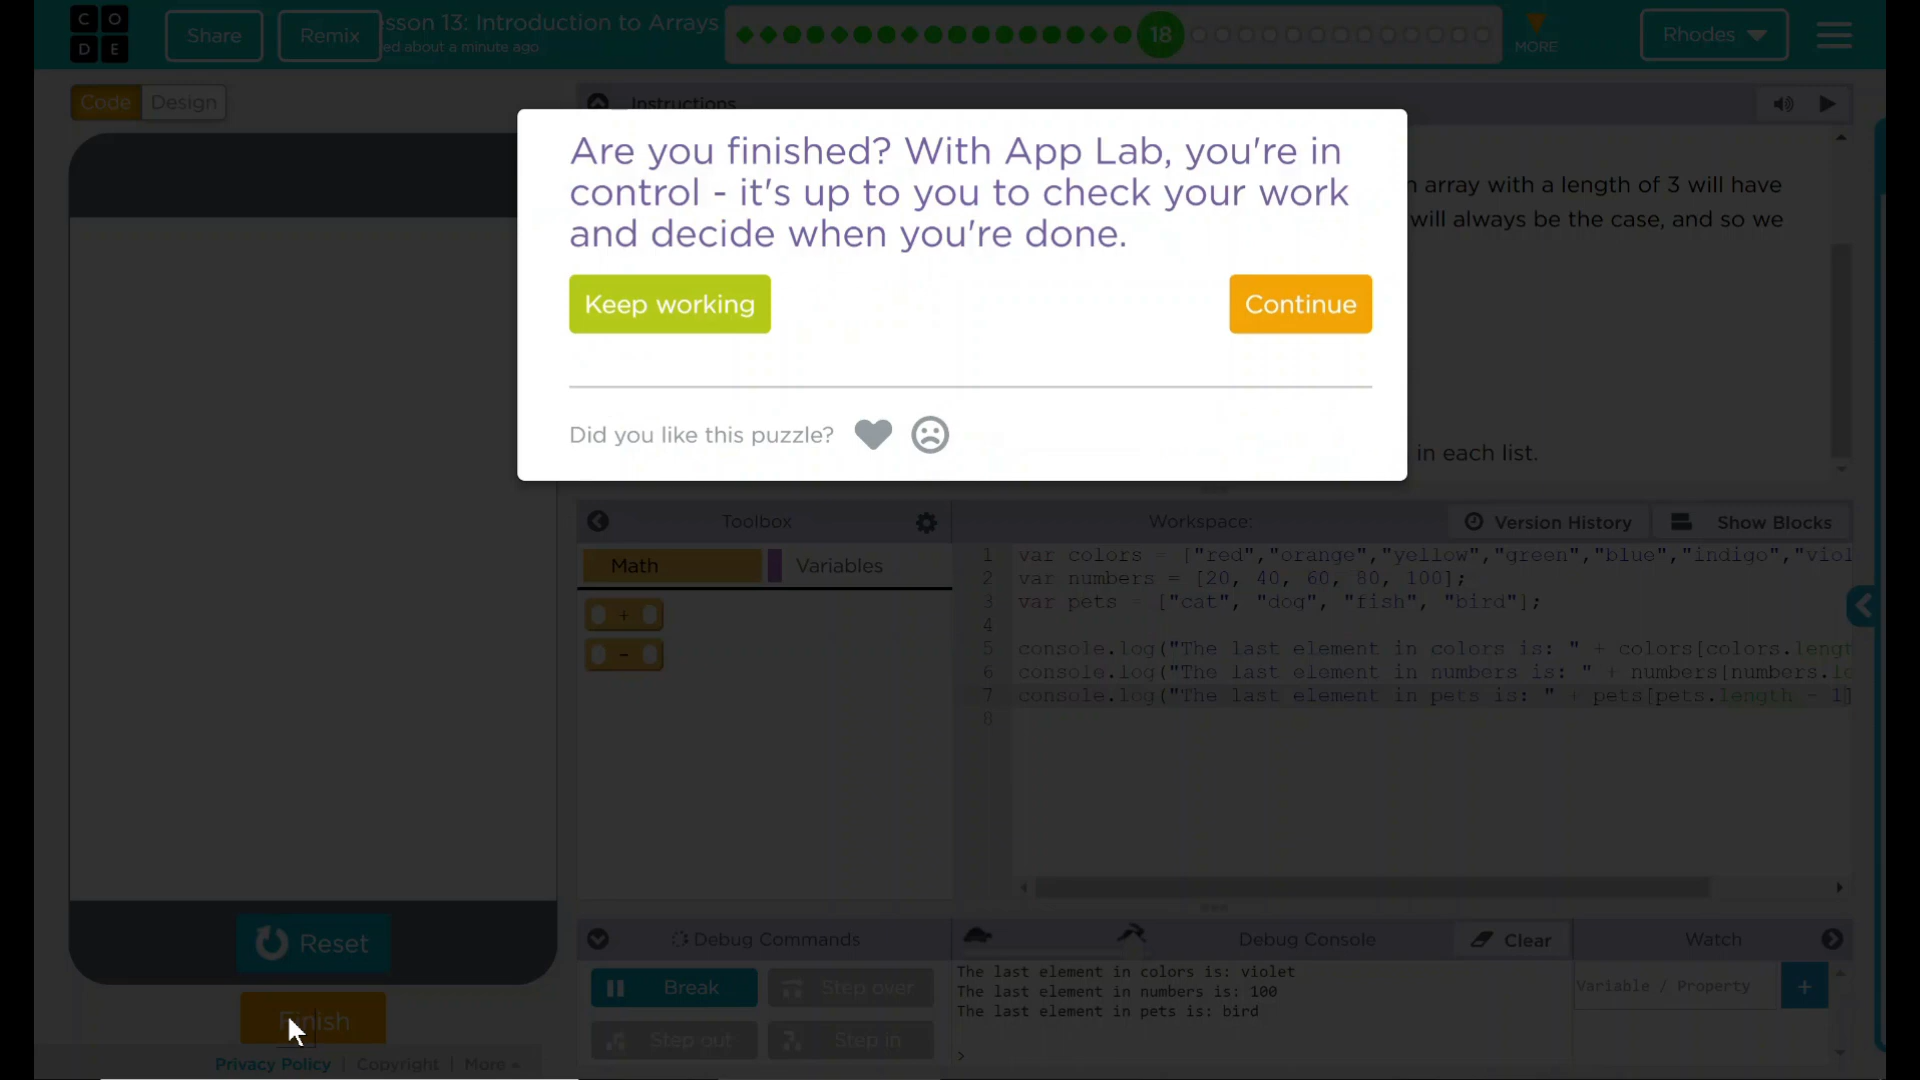 C O
D E
Share
Remix
esson 13: Introduction to Arrays
ed about a minute ago
18
MORE
Rhodes
Code
Design
Instructions
Are you finished? With App Lab, you're in
control - it's up to you to check your work
and decide when you're done.
Keep working
Continue
Did you like this puzzle?
n array with a length of 3 will have
will always be the case, and so we
in each list.
Toolbox
Workspace:
Version History
Show Blocks
Math
Variables
+
-
1 var colors = ["red","orange","yellow","green","blue","indigo","viol
2 var numbers = [20, 40, 60, 80, 100];
3 var pets = ["cat", "dog", "fish", "bird"];
4
5 console.log("The last element in colors is: " + colors[colors.lengt
6 console.log("The last element in numbers is: " + numbers[numbers.le
7 console.log("The last element in pets is: " + pets[pets.length - 1]
8
Reset
Finish
Debug Commands
Debug Console
Clear
Watch
Break
Step over
Step out
Step in
The last element in colors is: violet
The last element in numbers is: 100
The last element in pets is: bird
>
Variable / Property
+
Privacy Policy | Copyright | More